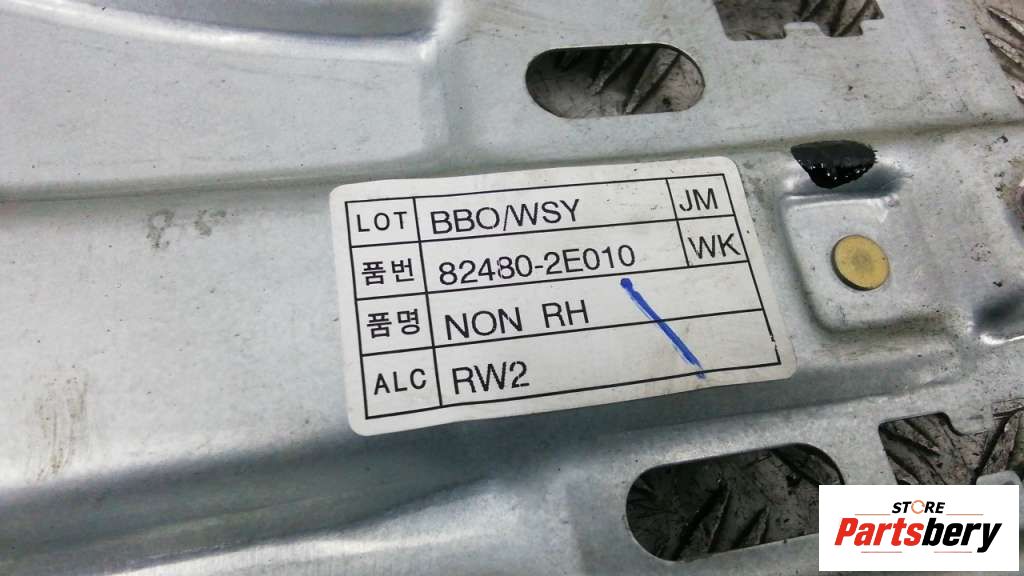 LOT BBO/WSY JM
품번 82480-2E010 WK
품명 NON RH
ALC RW2
STORE
Partsbery